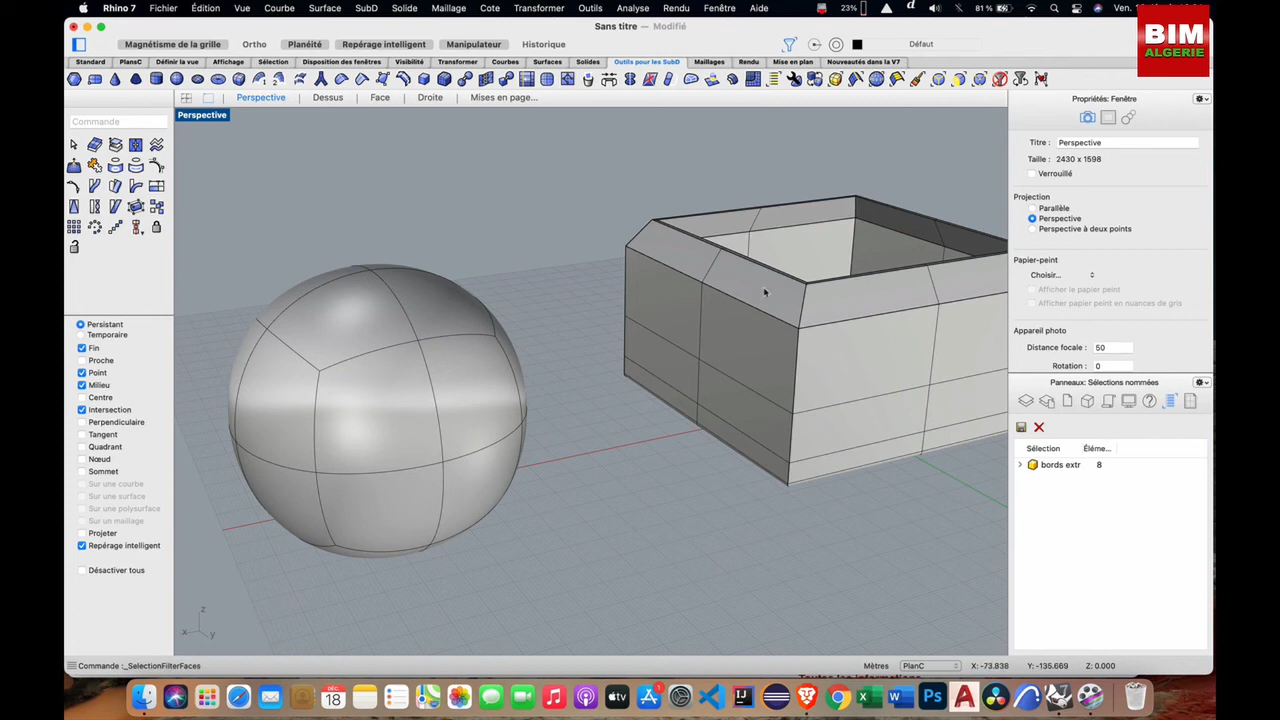 Rhino 7 Fichier Édition Vue Courbe Surface SubD Solide Maillage Cote Transformer Outils Analyse Rendu Fenêtre Aide 23% 81 %
Sans titre — Modifié
BIM
ALGERIE
Magnétisme de la grille Ortho Planéité Repérage intelligent Manipulateur Historique Défaut
Standard PlansC Définir la vue Affichage Sélection Disposition des fenêtres Visibilité Transformer Courbes Surfaces Solides Outils pour les SubD Maillages Rendu Mise en plan Nouveautés dans la V7
Perspective Dessus Face Droite Mises en page...
Perspective
Commande
Persistant
Temporaire
Fin
Proche
Point
Milieu
Centre
Intersection
Perpendiculaire
Tangent
Quadrant
Nœud
Sommet
Sur une courbe
Sur une surface
Sur une polysurface
Sur un maillage
Projeter
Repérage intelligent
Désactiver tous
z
x
y
Propriétés: Fenêtre
Titre : Perspective
Taille : 2430 x 1598
Verrouillé
Projection
Parallèle
Perspective
Perspective à deux points
Papier-peint
Choisir...
Afficher le papier peint
Afficher papier peint en nuances de gris
Appareil photo
Distance focale : 50
Rotation : 0
Panneaux: Sélections nommées
Sélection Éléme...
bords extr 8
Commande :_SelectionFilterFaces Mètres PlanC X: -73.838 Y: -135.669 Z: 0.000
DÉC.
18